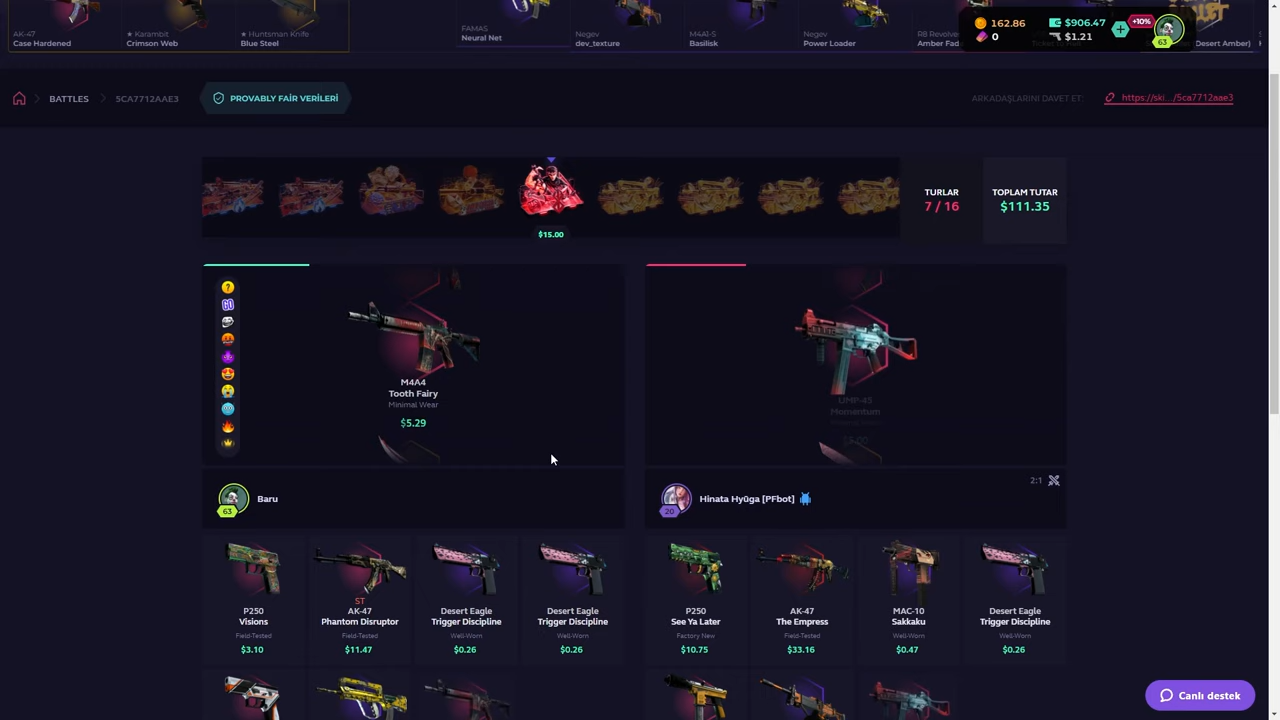 AK-47
Case Hardened
★ Karambit
Crimson Web
★ Huntsman Knife
Blue Steel
FAMAS
Neural Net
Negev
dev_texture
M4A1-S
Basilisk
Negev
Power Loader
R8 Revolver
Amber Fad
Desert Amber)
162.86
$906.47
+10%
0
$1.21
63
BATTLES
5CA7712AAE3
PROVABLY FAİR VERİLERİ
ARKADAŞLARINI DAVET ET:
https://ski.../5ca7712aae3
$15.00
TURLAR
7 / 16
TOPLAM TUTAR
$111.35
?
GO
M4A4
Tooth Fairy
Minimal Wear
$5.29
UMP-45
Momentum
63
Baru
20
Hinata Hyūga [PFbot]
2:1
P250
Visions
Field-Tested
$3.10
ST
AK-47
Phantom Disruptor
Field-Tested
$11.47
Desert Eagle
Trigger Discipline
Well-Worn
$0.26
Desert Eagle
Trigger Discipline
Well-Worn
$0.26
P250
See Ya Later
Factory New
$10.75
AK-47
The Empress
Field-Tested
$33.16
MAC-10
Sakkaku
Well-Worn
$0.47
Desert Eagle
Trigger Discipline
Well-Worn
$0.26
Canlı destek